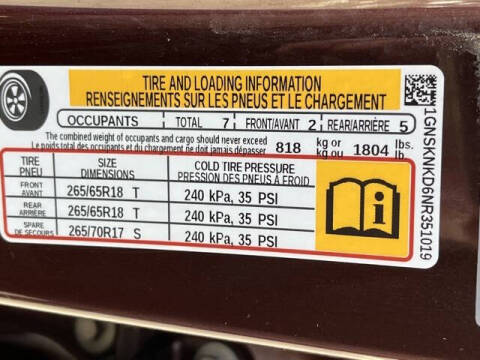 TIRE AND LOADING INFORMATION
RENSEIGNEMENTS SUR LES PNEUS ET LE CHARGEMENT
OCCUPANTS TOTAL 7 FRONT/AVANT 2 REAR/ARRIÈRE 5
The combined weight of occupants and cargo should never exceed 818 kg or 1804 lbs.
Le poids total des occupants et du chargement ne doit jamais dépasser kg or lb
TIRE SIZE COLD TIRE PRESSURE
PNEU DIMENSIONS PRESSION DES PNEUS À FROID
FRONT
AVANT 265/65R18 T 240 kPa, 35 PSI
REAR
ARRIÈRE 265/65R18 T 240 kPa, 35 PSI
SPARE
DE SECOURS 265/70R17 S 240 kPa, 35 PSI
1GNSKNKD6NR351019